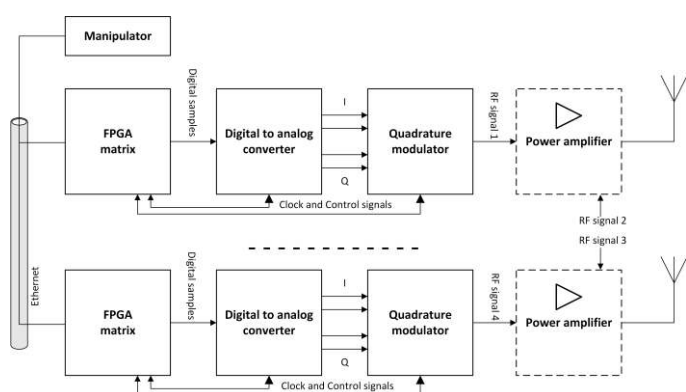 Manipulator
Digital samples
FPGA
matrix
Digital to analog
converter
I
Q
Quadrature
modulator
RF signal 1
Power amplifier
Clock and Control signals
RF signal 2
RF signal 3
Ethernet
Digital samples
FPGA
matrix
Digital to analog
converter
I
Q
Quadrature
modulator
RF signal 4
Power amplifier
Clock and Control signals